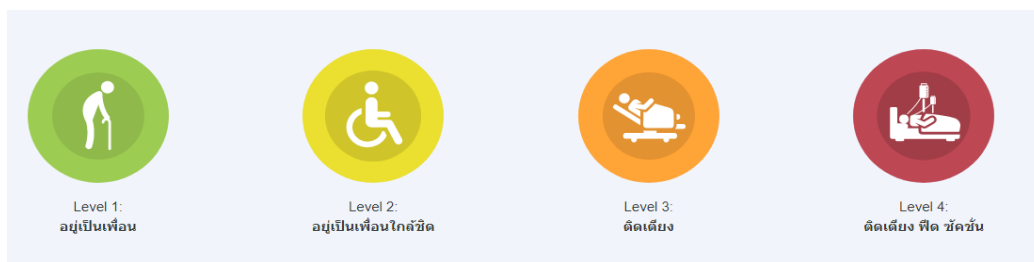 Level 1:
อยู่เป็นเพื่อน
Level 2:
อยู่เป็นเพื่อนใกล้ชิด
Level 3:
ติดเตียง
Level 4:
ติดเตียง ฟีด ซัคชั่น